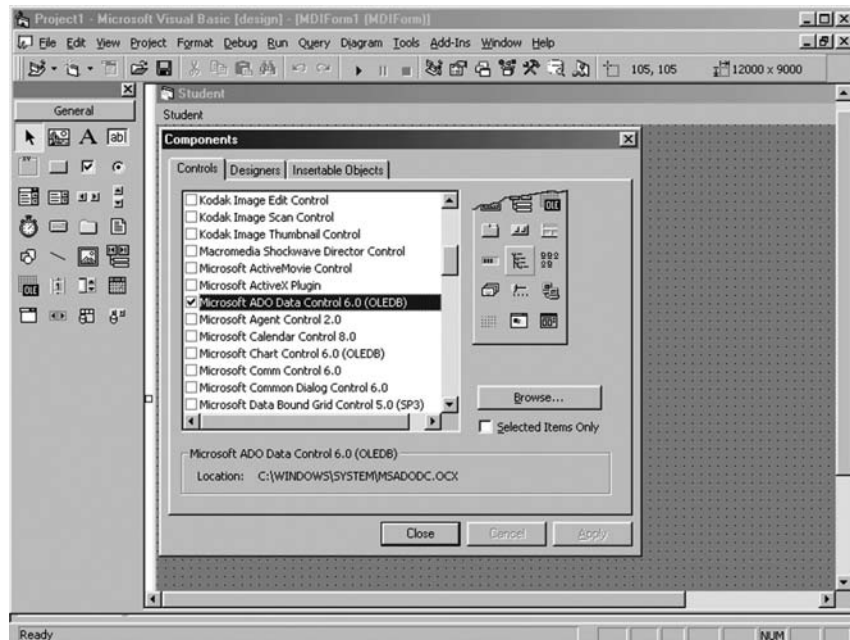 Project1 - Microsoft Visual Basic [design] - [MDIForm1 (MDIForm)]
File Edit View Project Format Debug Run Query Diagram Tools Add-Ins Window Help
105, 105 12000 x 9000
General
A ab|
Student
Student
Components
Controls Designers Insertable Objects
Kodak Image Edit Control
Kodak Image Scan Control
Kodak Image Thumbnail Control
Macromedia Shockwave Director Control
Microsoft ActiveMovie Control
Microsoft ActiveX Plugin
Microsoft ADO Data Control 6.0 (OLEDB)
Microsoft Agent Control 2.0
Microsoft Calendar Control 8.0
Microsoft Chart Control 6.0 (OLEDB)
Microsoft Comm Control 6.0
Microsoft Common Dialog Control 6.0
Microsoft Data Bound Grid Control 5.0 (SP3)
OLE
OLE
Browse...
Selected Items Only
Microsoft ADO Data Control 6.0 (OLEDB)
Location: C:\WINDOWS\SYSTEM\MSADODC.OCX
Close Cancel Apply
Ready NUM